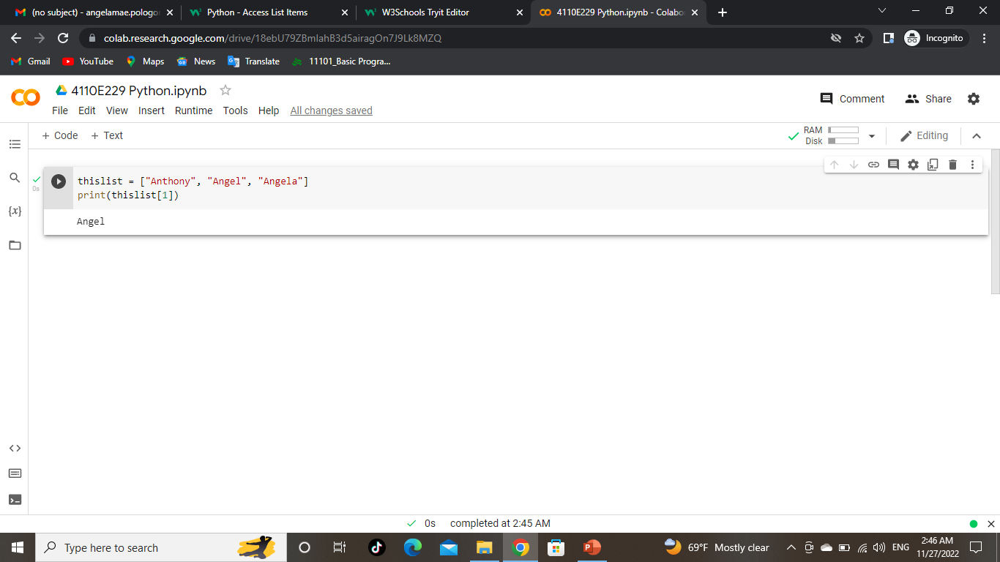 (no subject) - angelamae.pologo
Python - Access List Items
W3Schools Tryit Editor
4110E229 Python.ipynb - Colabo
colab.research.google.com/drive/18ebU79ZBmlahB3d5airagOn7J9Lk8MZQ
Incognito
Gmail
YouTube
Maps
News
Translate
11101_Basic Progra...
4110E229 Python.ipynb
Comment
Share
File Edit View Insert Runtime Tools Help All changes saved
+ Code + Text
RAM
Disk
Editing
0s
thislist = ["Anthony", "Angel", "Angela"]
print(thislist[1])
{x}
Angel
0s completed at 2:45 AM
Type here to search
69°F Mostly clear
ENG
2:46 AM
11/27/2022